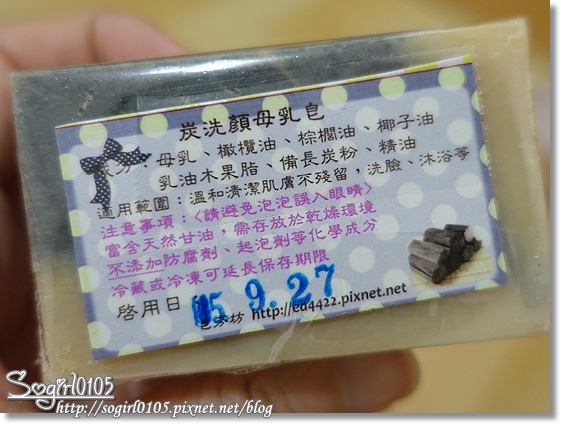 炭洗顏母乳皂
成分：母乳、橄欖油、棕櫚油、椰子油
乳油木果脂、備長炭粉、精油
適用範圍：溫和清潔肌膚不殘留，洗臉、沐浴等
注意事項：<請避免泡泡誤入眼睛>
富含天然甘油，需存放於乾燥環境
不添加防腐劑、起泡劑等化學成分
冷藏或冷凍可延長保存期限
啓用日 15 9.27
皂芬坊 http://ed4422.pixnet.net
Sogirl0105
http://sogirl0105.pixnet.net/blog